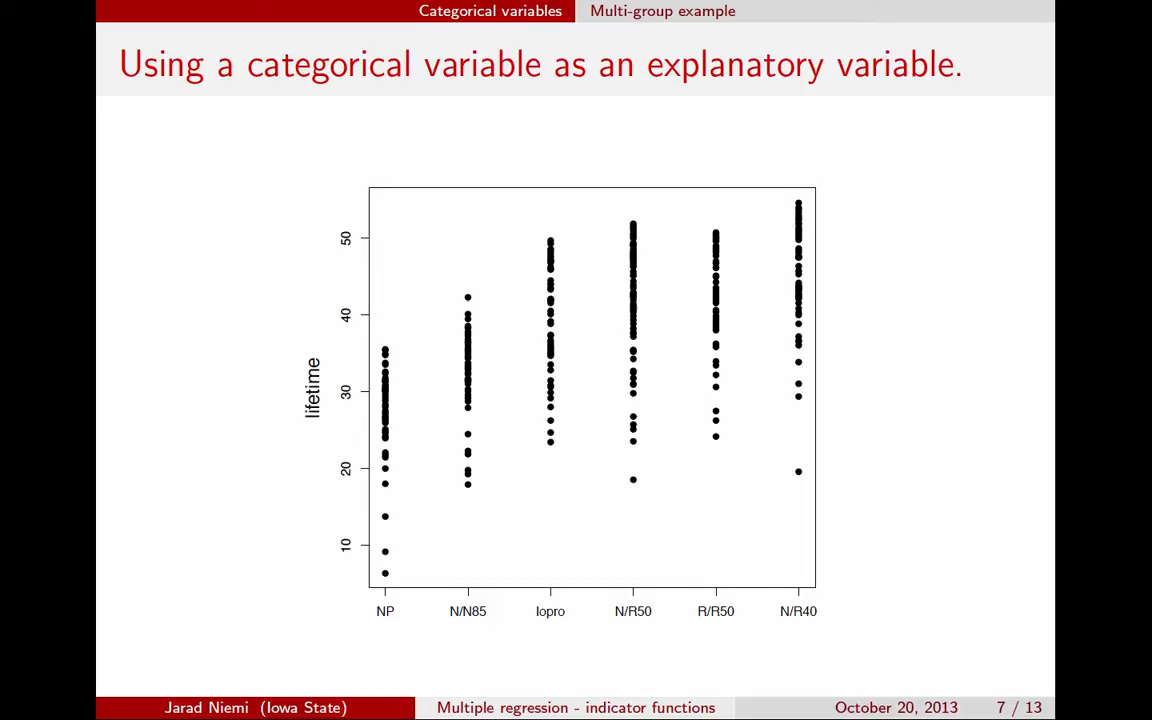 Categorical variables Multi-group example
Using a categorical variable as an explanatory variable.
50
40
30
20
10
lifetime
NP N/N85 lopro N/R50 R/R50 N/R40
Jarad Niemi (Iowa State) Multiple regression - indicator functions October 20, 2013 7 / 13